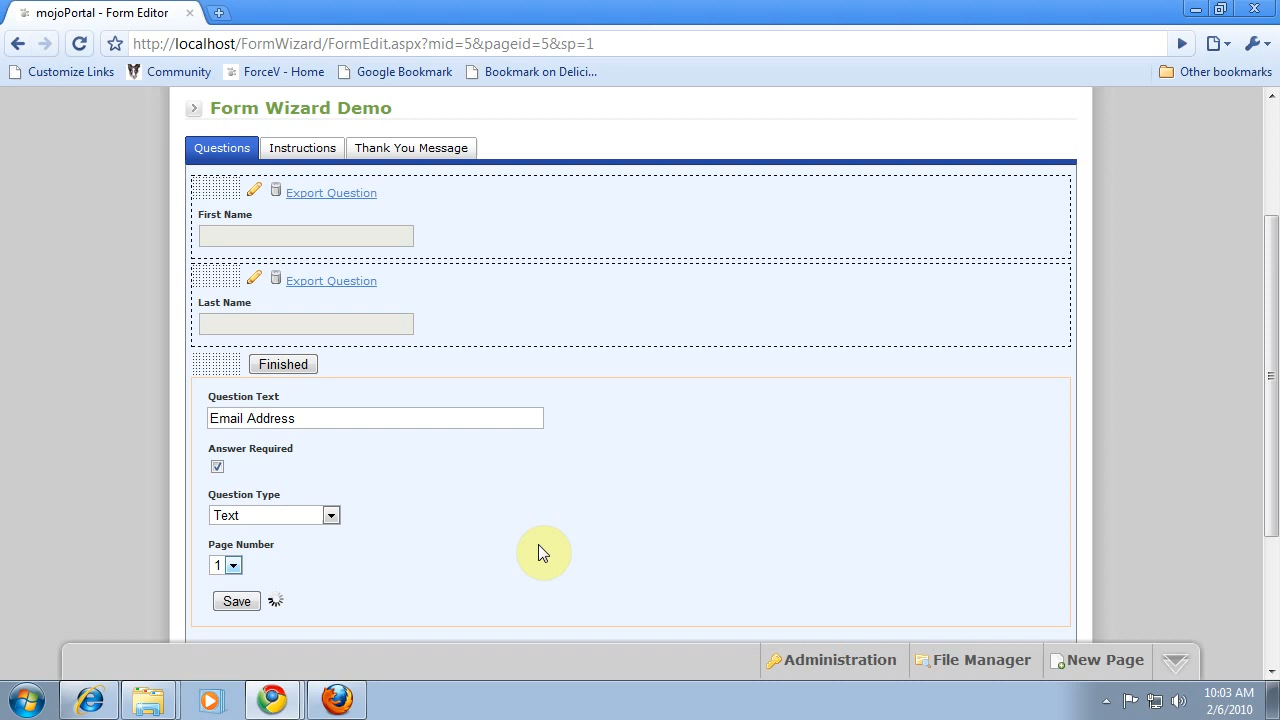 mojoPortal - Form Editor
http://localhost/FormWizard/FormEdit.aspx?mid=5&pageid=5&sp=1
Customize Links Community ForceV - Home Google Bookmark Bookmark on Delici... Other bookmarks
Form Wizard Demo
Questions Instructions Thank You Message
Export Question
First Name
Export Question
Last Name
Finished
Question Text
Email Address
Answer Required
Question Type
Text
Page Number
1
Save
Administration File Manager New Page
10:03 AM
2/6/2010